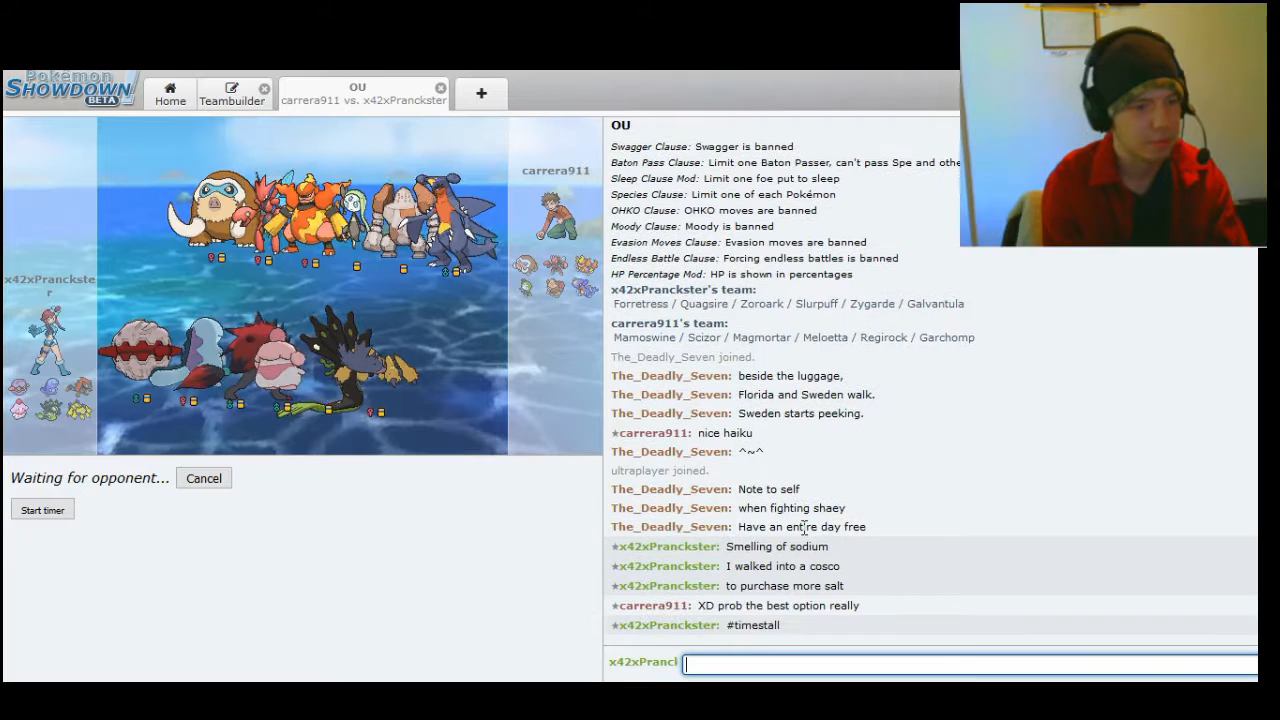 Pokémon
SHOWDOWN
BETA
Home
Teambuilder
OU
carrera911 vs. x42xPranckster
+
carrera911
x42xPranckste
r
Waiting for opponent... Cancel
Start timer
OU
Swagger Clause: Swagger is banned
Baton Pass Clause: Limit one Baton Passer, can't pass Spe and othe
Sleep Clause Mod: Limit one foe put to sleep
Species Clause: Limit one of each Pokémon
OHKO Clause: OHKO moves are banned
Moody Clause: Moody is banned
Evasion Moves Clause: Evasion moves are banned
Endless Battle Clause: Forcing endless battles is banned
HP Percentage Mod: HP is shown in percentages
x42xPranckster's team:
Forretress / Quagsire / Zoroark / Slurpuff / Zygarde / Galvantula
carrera911's team:
Mamoswine / Scizor / Magmortar / Meloetta / Regirock / Garchomp
The_Deadly_Seven joined.
The_Deadly_Seven: beside the luggage,
The_Deadly_Seven: Florida and Sweden walk.
The_Deadly_Seven: Sweden starts peeking.
★carrera911: nice haiku
The_Deadly_Seven: ^~^
ultraplayer joined.
The_Deadly_Seven: Note to self
The_Deadly_Seven: when fighting shaey
The_Deadly_Seven: Have an entire day free
★x42xPranckster: Smelling of sodium
★x42xPranckster: I walked into a cosco
★x42xPranckster: to purchase more salt
★carrera911: XD prob the best option really
★x42xPranckster: #timestall
x42xPrancl